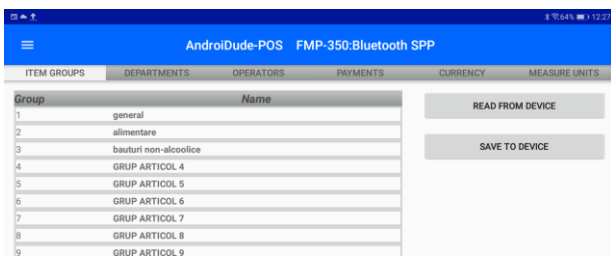 64% 12:27
AndroiDude-POS FMP-350:Bluetooth SPP
ITEM GROUPS DEPARTMENTS OPERATORS PAYMENTS CURRENCY MEASURE UNITS
Group Name
1 general
2 alimentare
3 bauturi non-alcoolice
4 GRUP ARTICOL 4
5 GRUP ARTICOL 5
6 GRUP ARTICOL 6
7 GRUP ARTICOL 7
8 GRUP ARTICOL 8
9 GRUP ARTICOL 9
READ FROM DEVICE
SAVE TO DEVICE